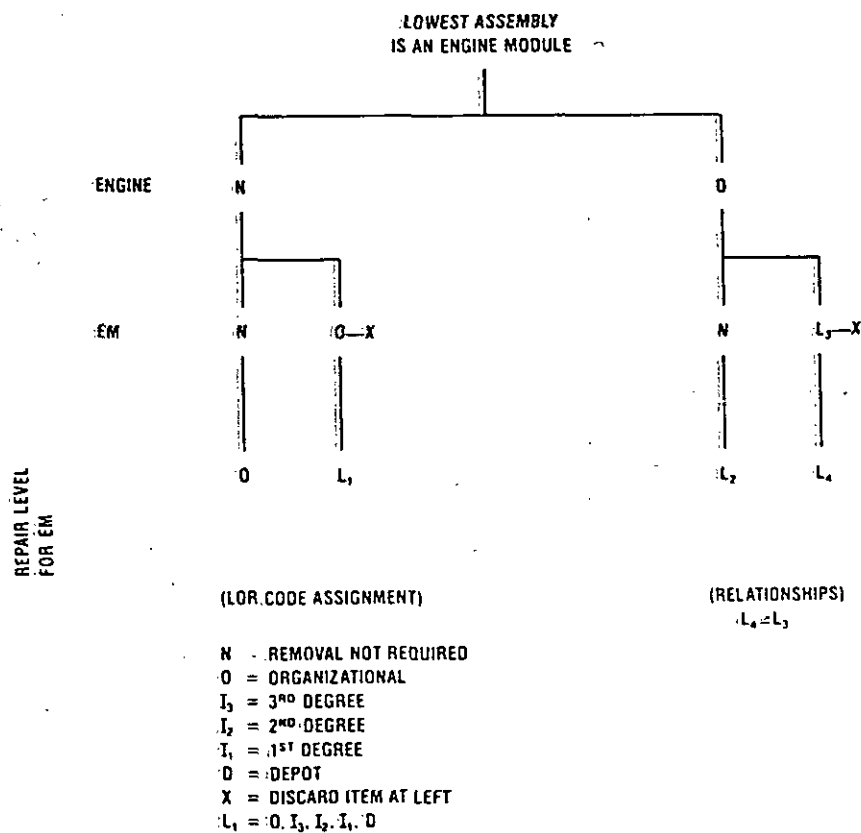 LOWEST ASSEMBLY
IS AN ENGINE MODULE
ENGINE N O
EM N O—X N L₃—X
O L₁ L₂ L₄
REPAIR LEVEL
FOR EM
(LOR CODE ASSIGNMENT) (RELATIONSHIPS)
L₄=L₃
N - REMOVAL NOT REQUIRED
O = ORGANIZATIONAL
I₃ = 3RD DEGREE
I₂ = 2ND DEGREE
I₁ = 1ST DEGREE
D = DEPOT
X = DISCARD ITEM AT LEFT
L₁ = O, I₃, I₂, I₁, D